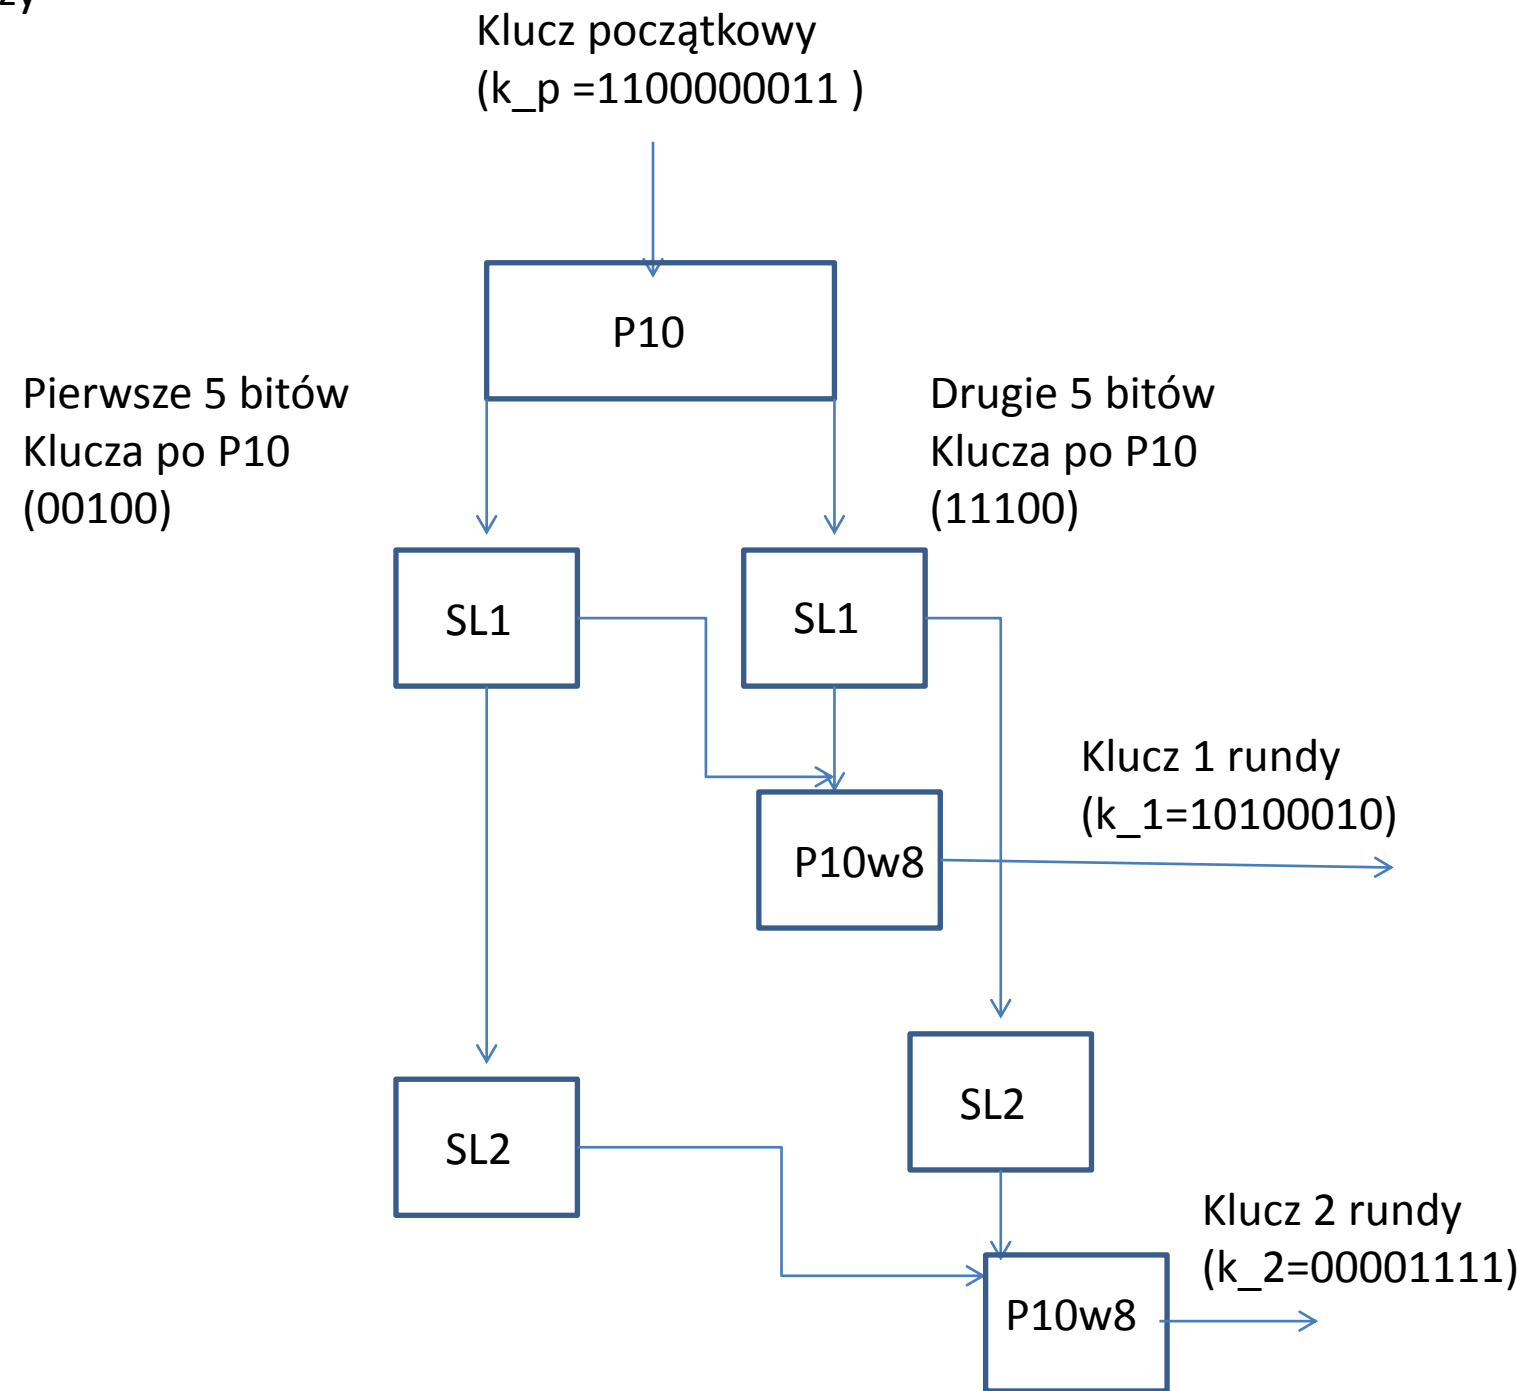 Klucz początkowy
(k_p =1100000011 )
P10
Pierwsze 5 bitów
Klucza po P10
(00100)
Drugie 5 bitów
Klucza po P10
(11100)
SL1
SL1
Klucz 1 rundy
(k_1=10100010)
P10w8
SL2
SL2
Klucz 2 rundy
(k_2=00001111)
P10w8